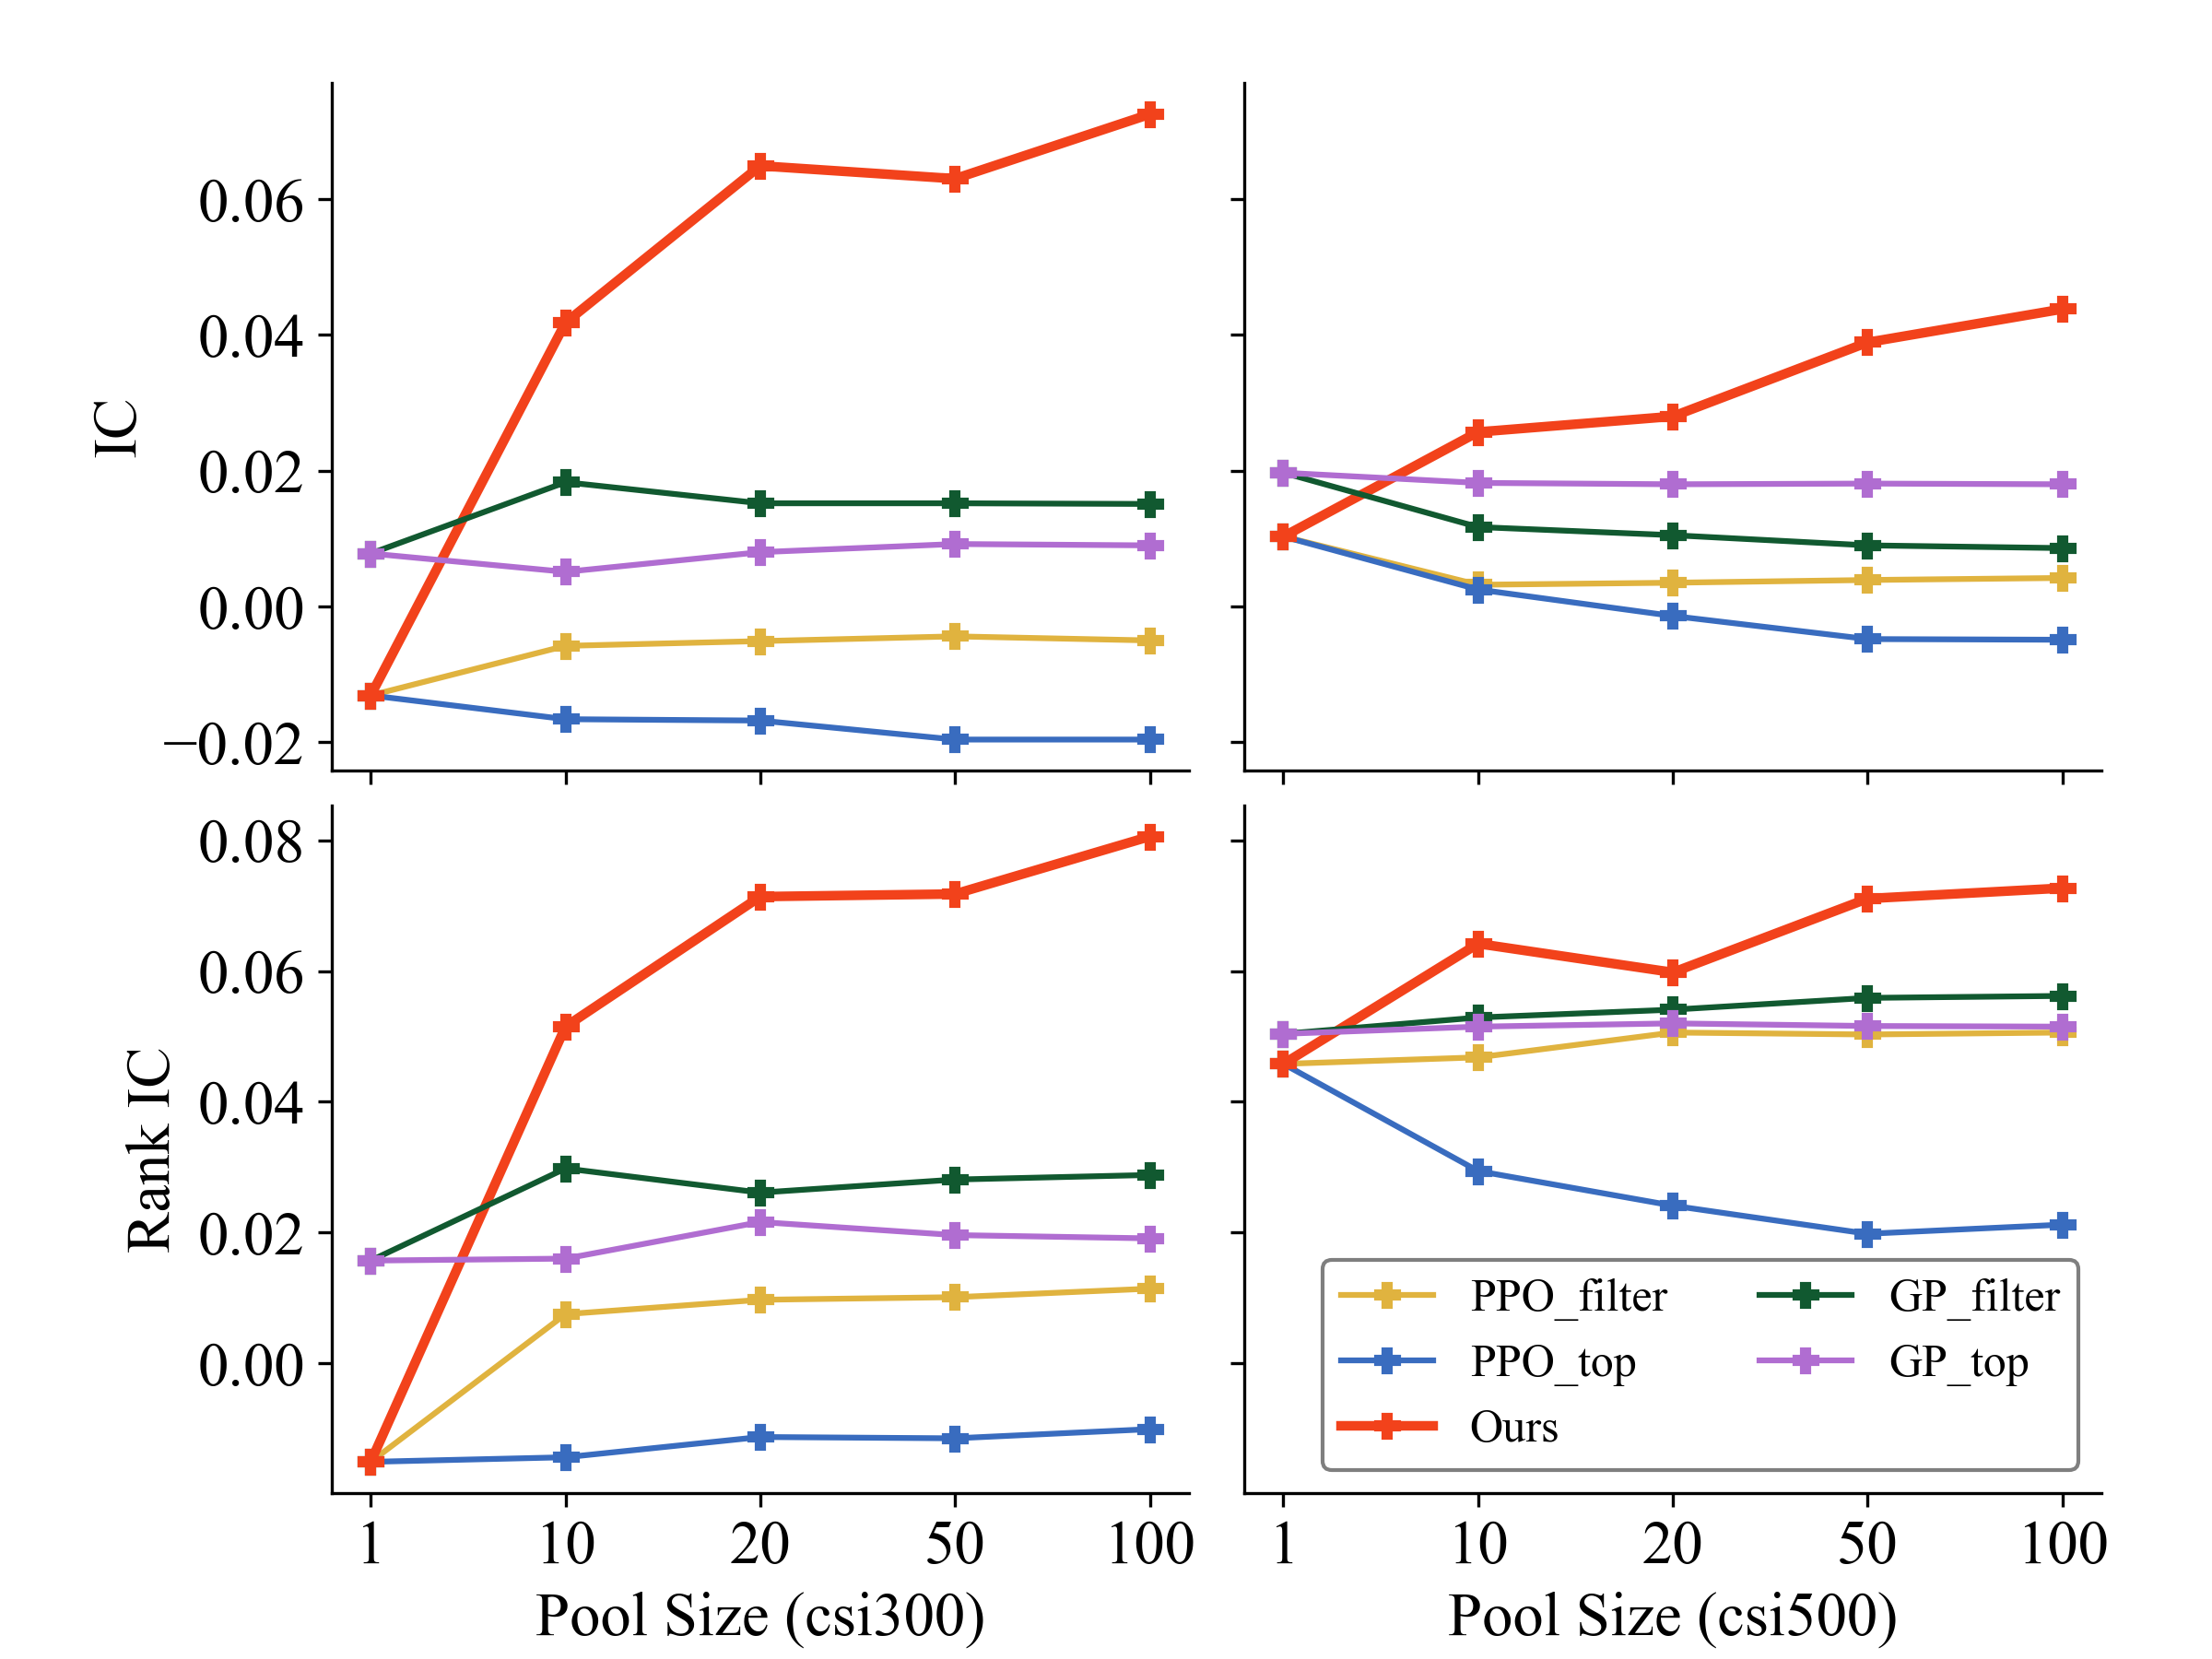 IC
0.06
0.04
0.02
0.00
−0.02
Rank IC
0.08
0.06
0.04
0.02
0.00
PPO_filter
GP_filter
PPO_top
GP_top
Ours
1 10 20 50 100
1 10 20 50 100
Pool Size (csi300)
Pool Size (csi500)